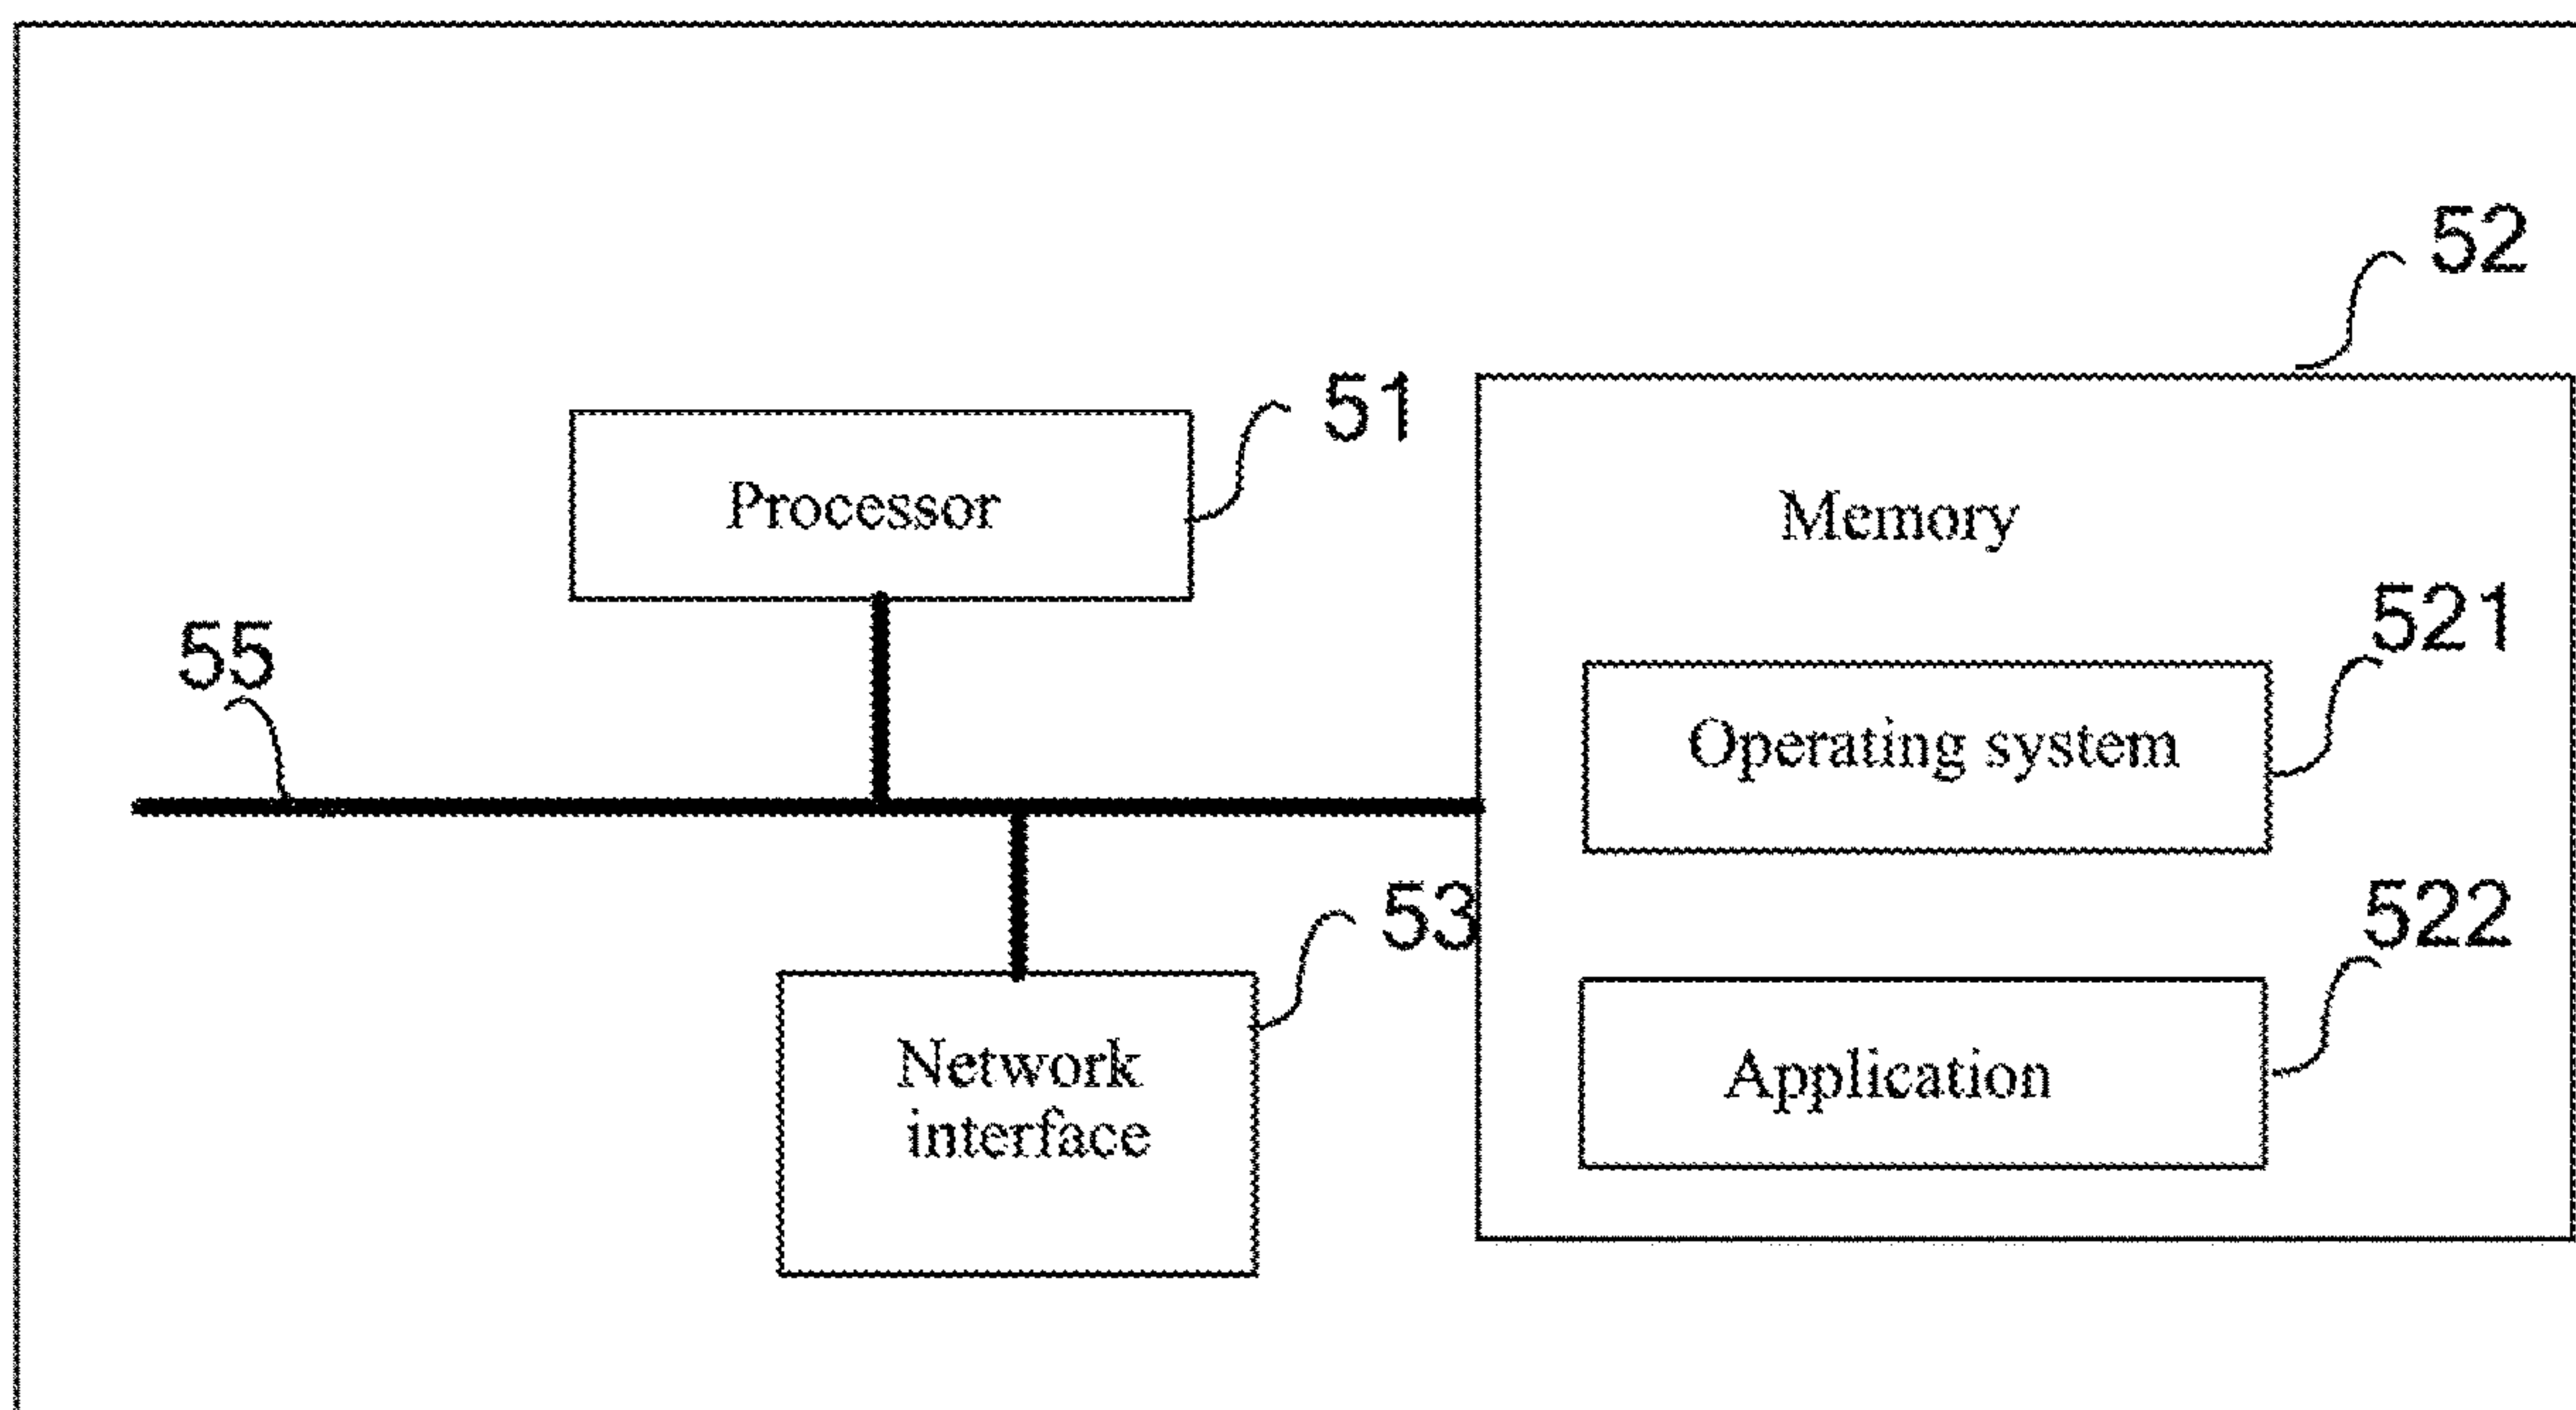 52
51
Processor
Memory
521
55
Operating system
53
522
Network
interface
Application